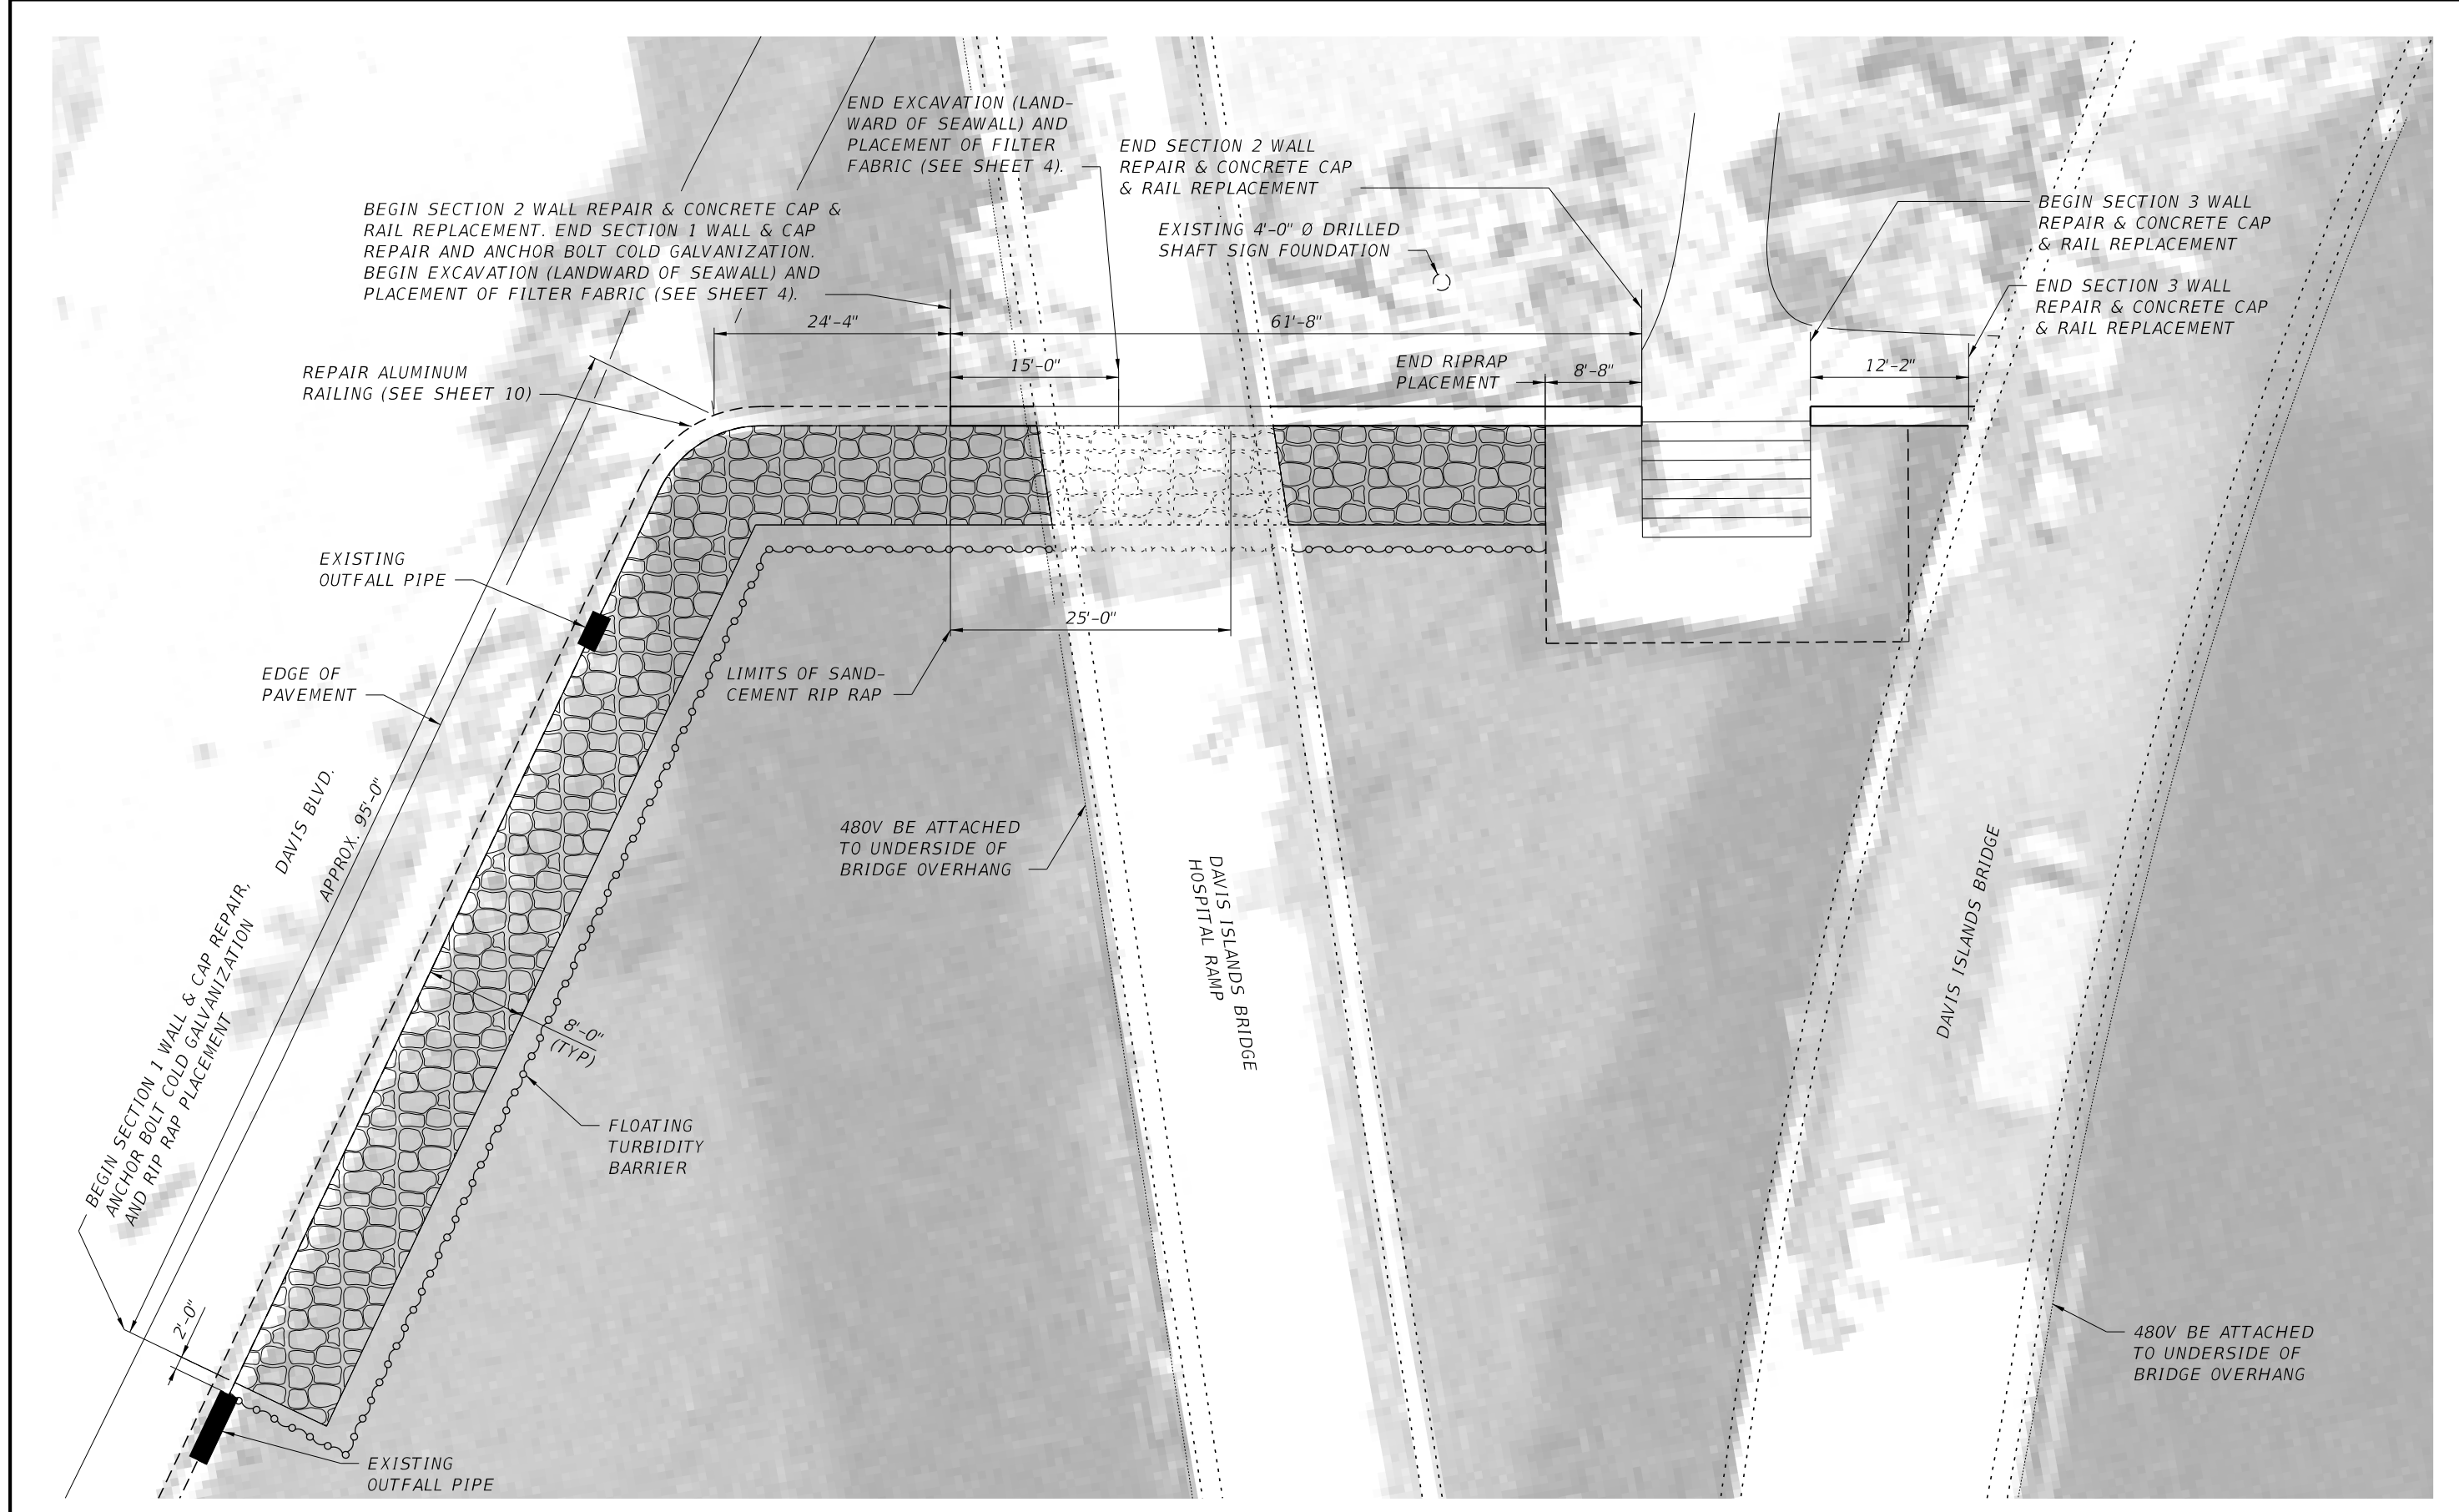 END EXCAVATION (LAND-
WARD OF SEAWALL) AND
PLACEMENT OF FILTER
FABRIC (SEE SHEET 4).
END SECTION 2 WALL
REPAIR & CONCRETE CAP
& RAIL REPLACEMENT
BEGIN SECTION 2 WALL REPAIR & CONCRETE CAP &
RAIL REPLACEMENT. END SECTION 1 WALL & CAP
REPAIR AND ANCHOR BOLT COLD GALVANIZATION.
BEGIN EXCAVATION (LANDWARD OF SEAWALL) AND
PLACEMENT OF FILTER FABRIC (SEE SHEET 4).
EXISTING 4'-0" Ø DRILLED
SHAFT SIGN FOUNDATION
BEGIN SECTION 3 WALL
REPAIR & CONCRETE CAP
& RAIL REPLACEMENT
END SECTION 3 WALL
REPAIR & CONCRETE CAP
& RAIL REPLACEMENT
24'-4"
61'-8"
15'-0"
END RIPRAP
PLACEMENT
8'-8"
12'-2"
REPAIR ALUMINUM
RAILING (SEE SHEET 10)
EXISTING
OUTFALL PIPE
25'-0"
EDGE OF
PAVEMENT
LIMITS OF SAND-
CEMENT RIP RAP
DAVIS BLVD.
APPROX. 95'-0"
480V BE ATTACHED
TO UNDERSIDE OF
BRIDGE OVERHANG
DAVIS ISLANDS BRIDGE
HOSPITAL RAMP
DAVIS ISLANDS BRIDGE
BEGIN SECTION 1 WALL & CAP REPAIR,
ANCHOR BOLT COLD GALVANIZATION
AND RIP RAP PLACEMENT
8'-0"
(TYP)
FLOATING
TURBIDITY
BARRIER
2'-0"
480V BE ATTACHED
TO UNDERSIDE OF
BRIDGE OVERHANG
EXISTING
OUTFALL PIPE